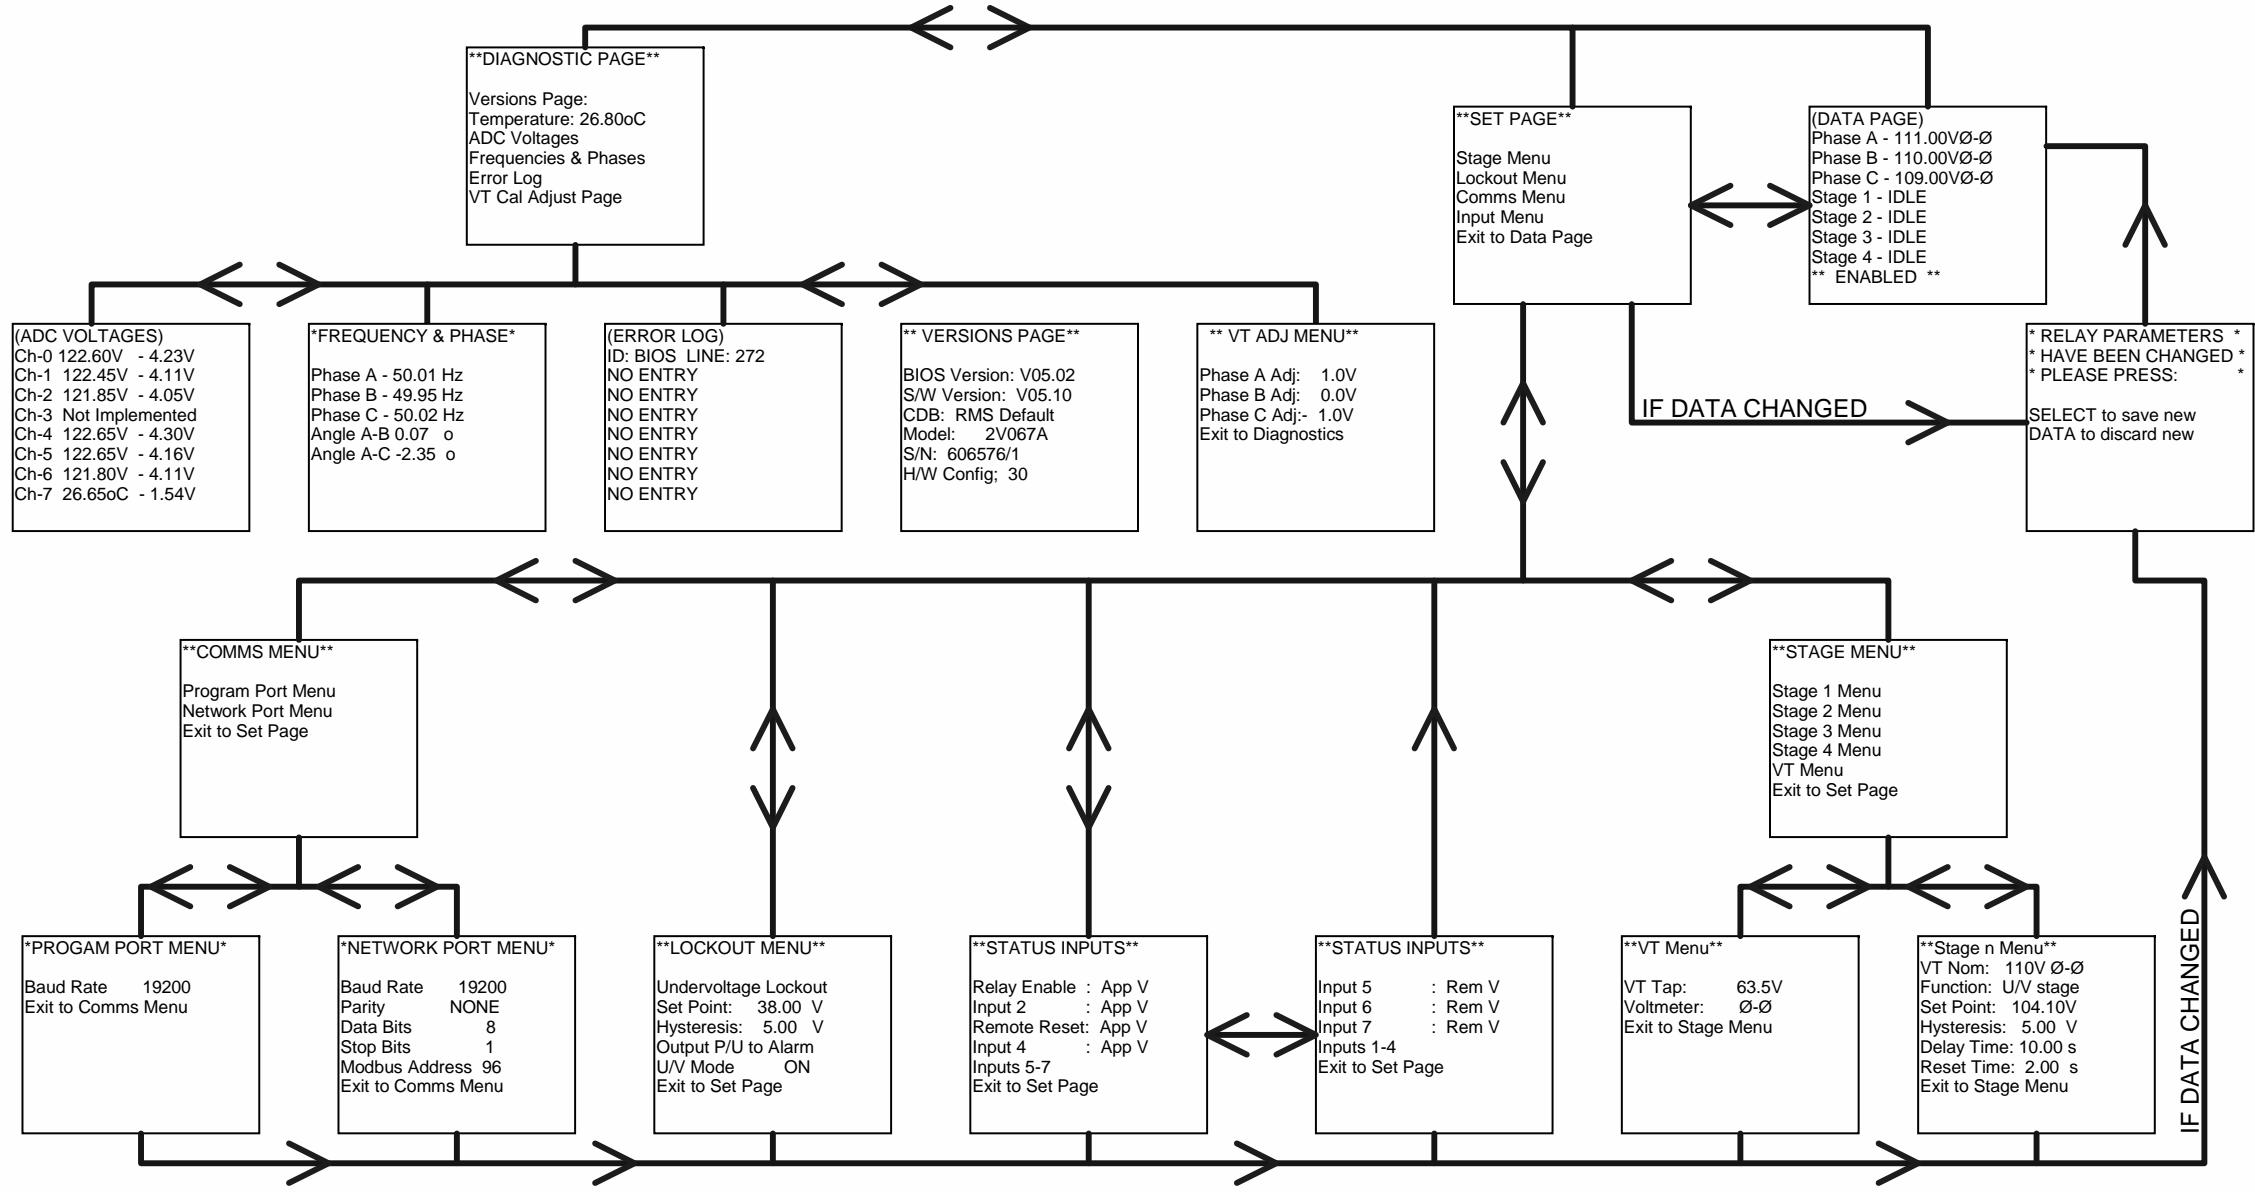 **DIAGNOSTIC PAGE**
Versions Page:
Temperature: 26.80oC
ADC Voltages
Frequencies & Phases
Error Log
VT Cal Adjust Page
**SET PAGE**
Stage Menu
Lockout Menu
Comms Menu
Input Menu
Exit to Data Page
(DATA PAGE)
Phase A - 111.00VØ-Ø
Phase B - 110.00VØ-Ø
Phase C - 109.00VØ-Ø
Stage 1 - IDLE
Stage 2 - IDLE
Stage 3 - IDLE
Stage 4 - IDLE
** ENABLED **
(ADC VOLTAGES)
Ch-0 122.60V - 4.23V
Ch-1 122.45V - 4.11V
Ch-2 121.85V - 4.05V
Ch-3 Not Implemented
Ch-4 122.65V - 4.30V
Ch-5 122.65V - 4.16V
Ch-6 121.80V - 4.11V
Ch-7 26.65oC - 1.54V
*FREQUENCY & PHASE*
Phase A - 50.01 Hz
Phase B - 49.95 Hz
Phase C - 50.02 Hz
Angle A-B 0.07 o
Angle A-C -2.35 o
(ERROR LOG)
ID: BIOS LINE: 272
NO ENTRY
NO ENTRY
NO ENTRY
NO ENTRY
NO ENTRY
NO ENTRY
NO ENTRY
** VERSIONS PAGE**
BIOS Version: V05.02
S/W Version: V05.10
CDB: RMS Default
Model: 2V067A
S/N: 606576/1
H/W Config; 30
** VT ADJ MENU**
Phase A Adj: 1.0V
Phase B Adj: 0.0V
Phase C Adj:- 1.0V
Exit to Diagnostics
IF DATA CHANGED
* RELAY PARAMETERS *
* HAVE BEEN CHANGED *
* PLEASE PRESS: *
SELECT to save new
DATA to discard new
**COMMS MENU**
Program Port Menu
Network Port Menu
Exit to Set Page
**STAGE MENU**
Stage 1 Menu
Stage 2 Menu
Stage 3 Menu
Stage 4 Menu
VT Menu
Exit to Set Page
*PROGAM PORT MENU*
Baud Rate 19200
Exit to Comms Menu
*NETWORK PORT MENU*
Baud Rate 19200
Parity NONE
Data Bits 8
Stop Bits 1
Modbus Address 96
Exit to Comms Menu
**LOCKOUT MENU**
Undervoltage Lockout
Set Point: 38.00 V
Hysteresis: 5.00 V
Output P/U to Alarm
U/V Mode ON
Exit to Set Page
**STATUS INPUTS**
Relay Enable : App V
Input 2 : App V
Remote Reset: App V
Input 4 : App V
Inputs 5-7
Exit to Set Page
**STATUS INPUTS**
Input 5 : Rem V
Input 6 : Rem V
Input 7 : Rem V
Inputs 1-4
Exit to Set Page
**VT Menu**
VT Tap: 63.5V
Voltmeter: Ø-Ø
Exit to Stage Menu
**Stage n Menu**
VT Nom: 110V Ø-Ø
Function: U/V stage
Set Point: 104.10V
Hysteresis: 5.00 V
Delay Time: 10.00 s
Reset Time: 2.00 s
Exit to Stage Menu
IF DATA CHANGED